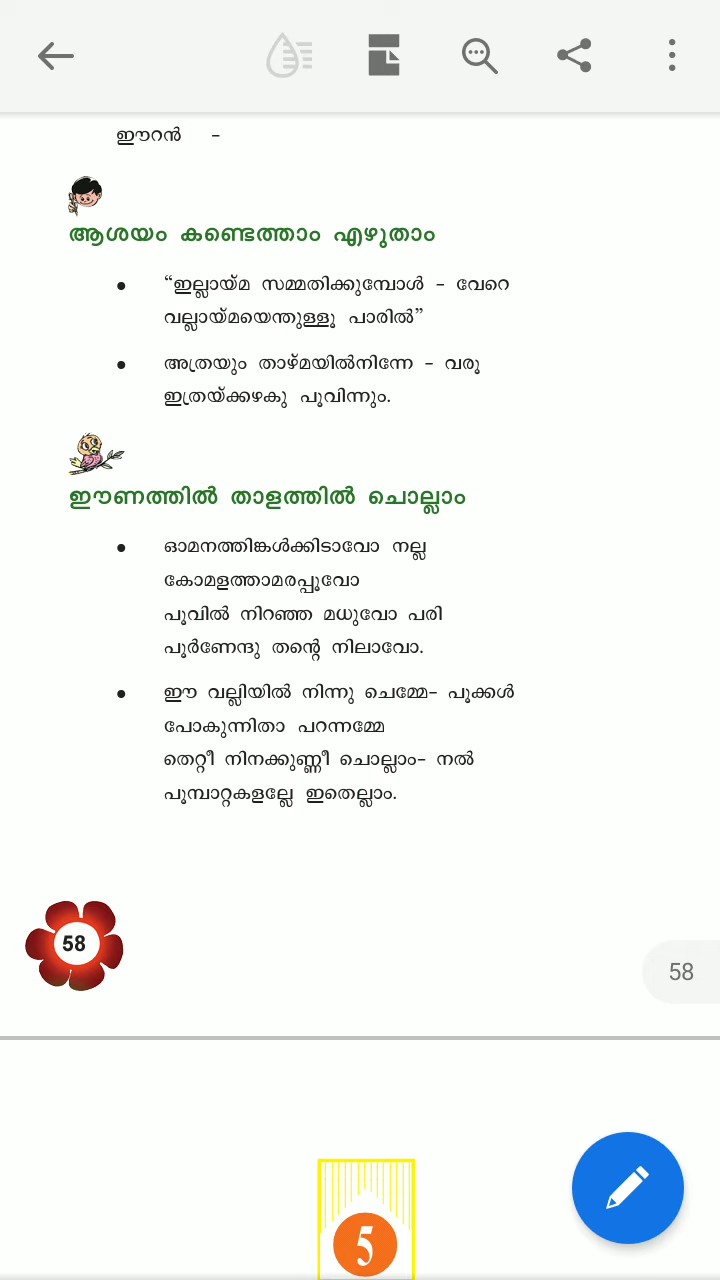 ഈറൻ -
ആശയം കണ്ടെത്താം എഴുതാം
• “ഇല്ലായ്മ സമ്മതിക്കുമ്പോൾ - വേറെ
വല്ലായ്മയെന്തുള്ളൂ പാരിൽ”
• അത്രയും താഴ്മയിൽനിന്നേ - വരൂ
ഇത്രയ്ക്കഴകു പൂവിന്നും.
ഈണത്തിൽ താളത്തിൽ ചൊല്ലാം
• ഓമനത്തിങ്കൾക്കിടാവോ നല്ല
കോമളത്താമരപ്പൂവോ
പൂവിൽ നിറഞ്ഞ മധുവോ പരി
പൂർണേന്ദു തന്റെ നിലാവോ.
• ഈ വല്ലിയിൽ നിന്നു ചെമ്മേ- പൂക്കൾ
പോകുന്നിതാ പറന്നമ്മേ
തെറ്റീ നിനക്കുണ്ണീ ചൊല്ലാം- നൽ
പൂമ്പാറ്റകളല്ലേ ഇതെല്ലാം.
58
58
5